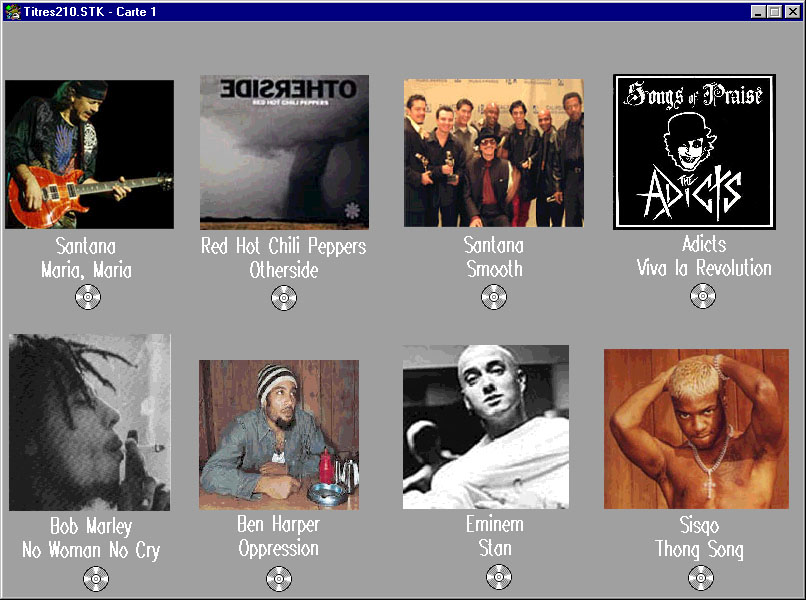 Titres210.STK - Carte 1
OTHERSIDE
RED HOT CHILI PEPPERS
Songs of Praise
THE
ADICTS
Santana
Maria, Maria
Red Hot Chili Peppers
Otherside
Santana
Smooth
Adicts
Viva la Revolution
Bob Marley
No Woman No Cry
Ben Harper
Oppression
Eminem
Stan
Sisqo
Thong Song